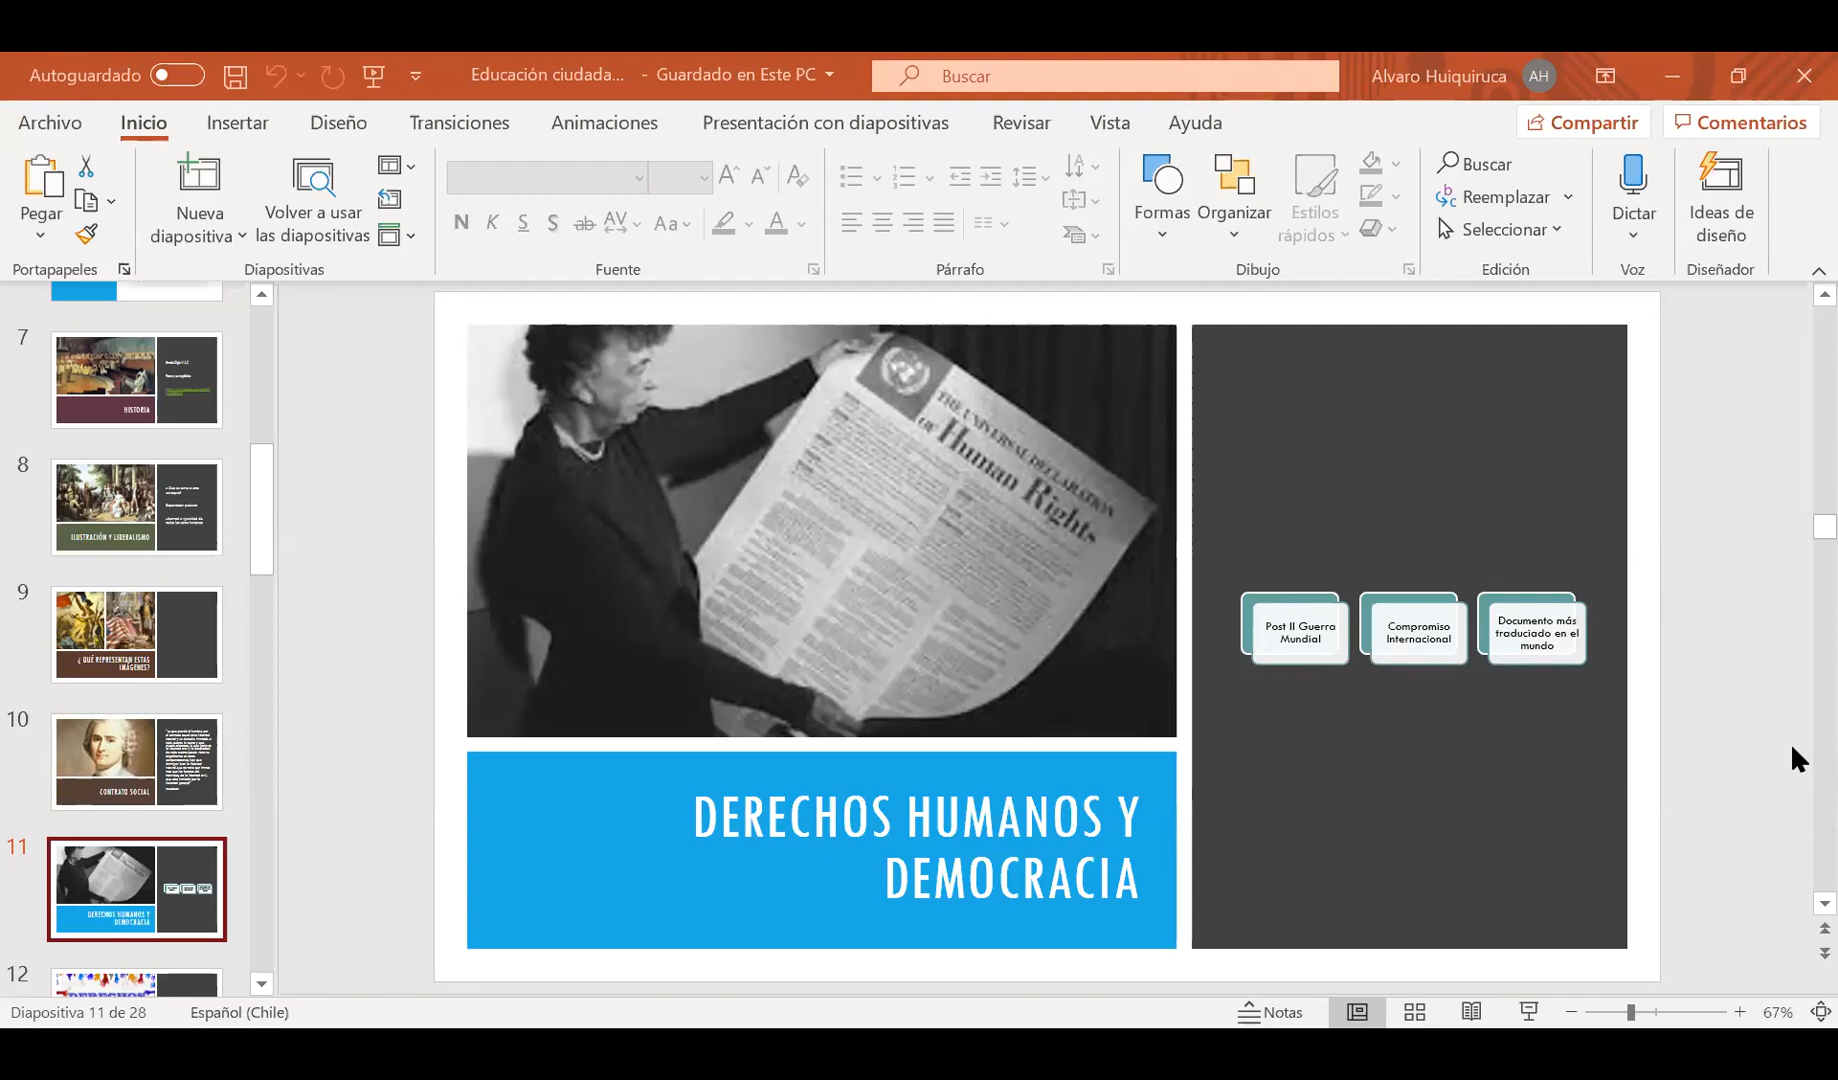 Autoguardado
Educación ciudada... - Guardado en Este PC
Buscar
Alvaro Huiquiruca
AH
Archivo
Inicio
Insertar
Diseño
Transiciones
Animaciones
Presentación con diapositivas
Revisar
Vista
Ayuda
Compartir
Comentarios
Pegar
Nueva
diapositiva
Volver a usar
las diapositivas
N K S S ab AV Aa A
Formas
Organizar
Estilos
rápidos
Buscar
Reemplazar
Seleccionar
Dictar
Ideas de
diseño
Portapapeles
Diapositivas
Fuente
Párrafo
Dibujo
Edición
Voz
Diseñador
7
HISTORIA
8
ILUSTRACIÓN Y LIBERALISMO
9
¿ QUÉ REPRESENTAN ESTAS
IMÁGENES?
10
CONTRATO SOCIAL
11
DERECHOS HUMANOS Y
DEMOCRACIA
12
DERECHOS
THE UNIVERSAL DECLARATION
OF Human Rights
DERECHOS HUMANOS Y
DEMOCRACIA
Post II Guerra
Mundial
Compromiso
Internacional
Documento más
traduciado en el
mundo
Diapositiva 11 de 28
Español (Chile)
Notas
67%